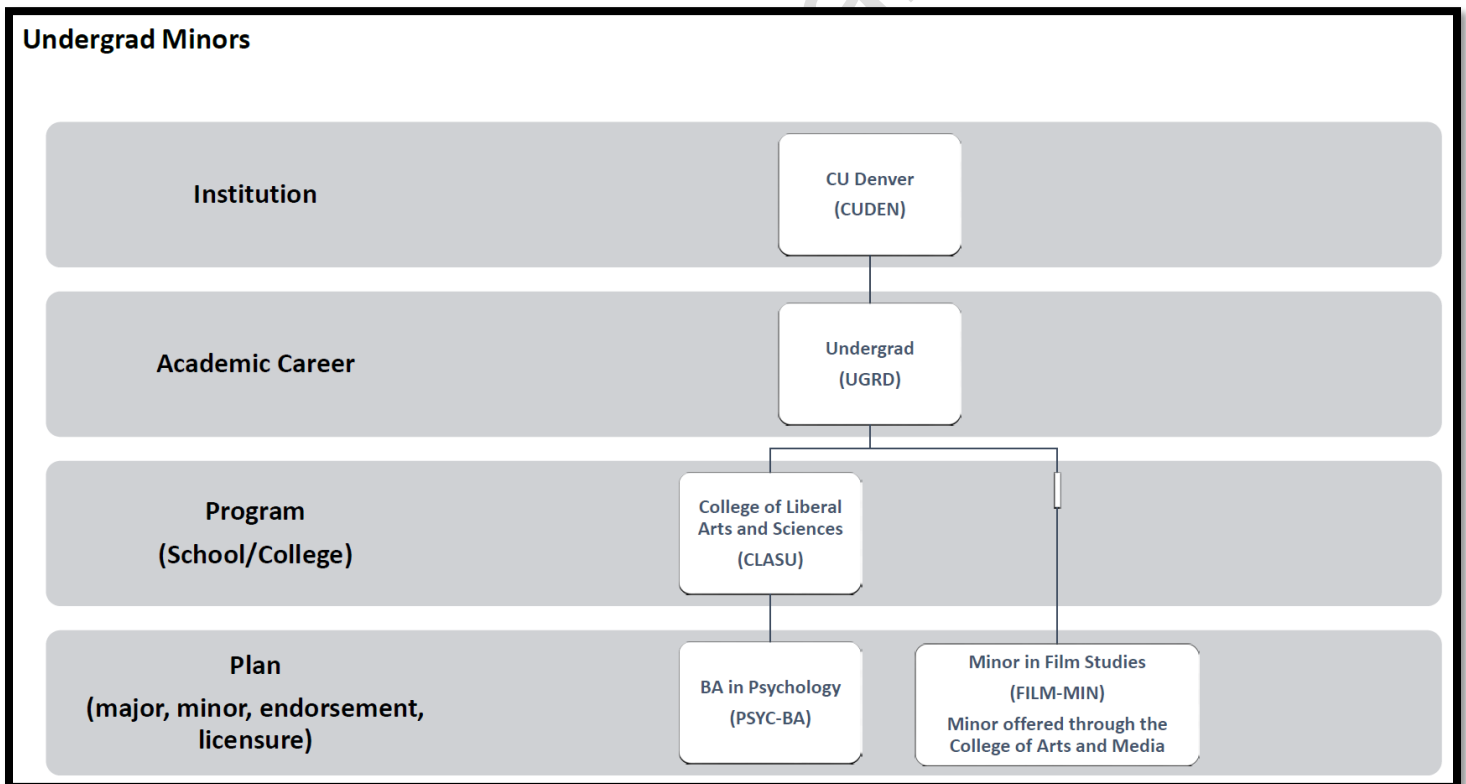 Undergrad Minors
Institution
CU Denver
(CUDEN)
Academic Career
Undergrad
(UGRD)
Program
(School/College)
College of Liberal
Arts and Sciences
(CLASU)
Plan
(major, minor, endorsement,
licensure)
BA in Psychology
(PSYC-BA)
Minor in Film Studies
(FILM-MIN)
Minor offered through the
College of Arts and Media